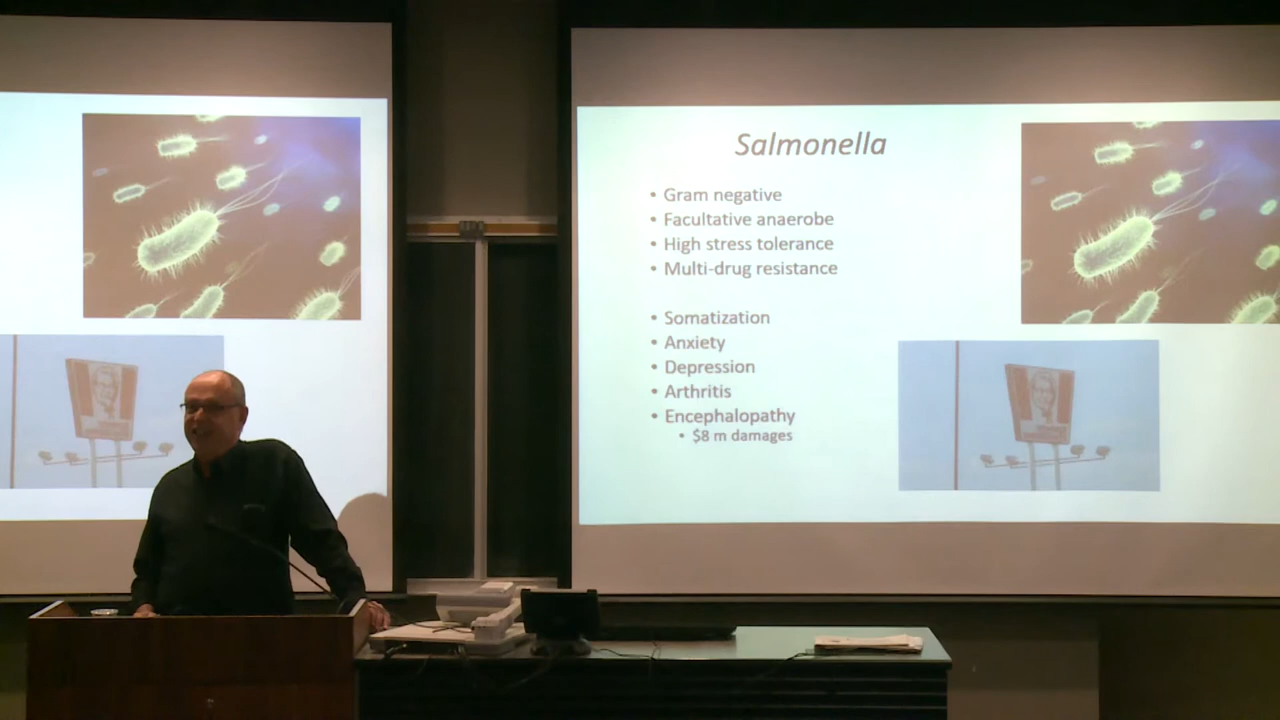 Salmonella
• Gram negative
• Facultative anaerobe
• High stress tolerance
• Multi-drug resistance
• Somatization
• Anxiety
• Depression
• Arthritis
• Encephalopathy
• $8 m damages